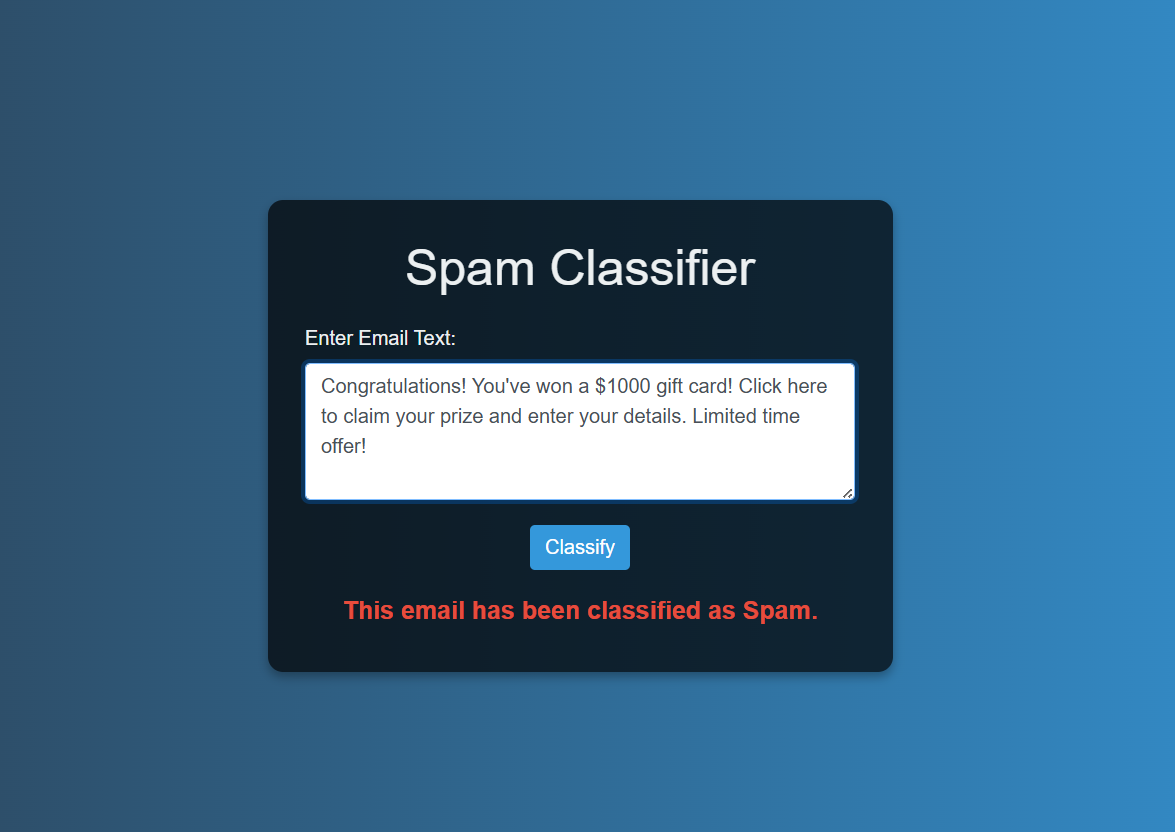 Spam Classifier
Enter Email Text:
Congratulations! You've won a $1000 gift card! Click here
to claim your prize and enter your details. Limited time
offer!
Classify
This email has been classified as Spam.